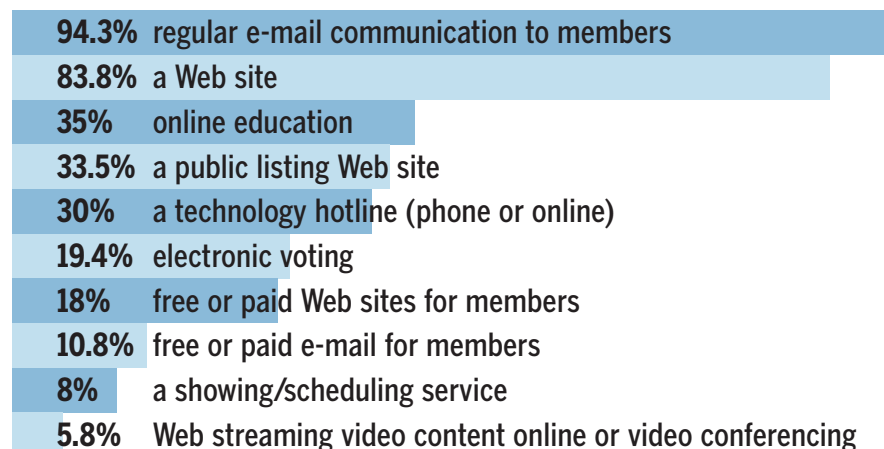 94.3% regular e-mail communication to members
83.8% a Web site
35% online education
33.5% a public listing Web site
30% a technology hotline (phone or online)
19.4% electronic voting
18% free or paid Web sites for members
10.8% free or paid e-mail for members
8% a showing/scheduling service
5.8% Web streaming video content online or video conferencing